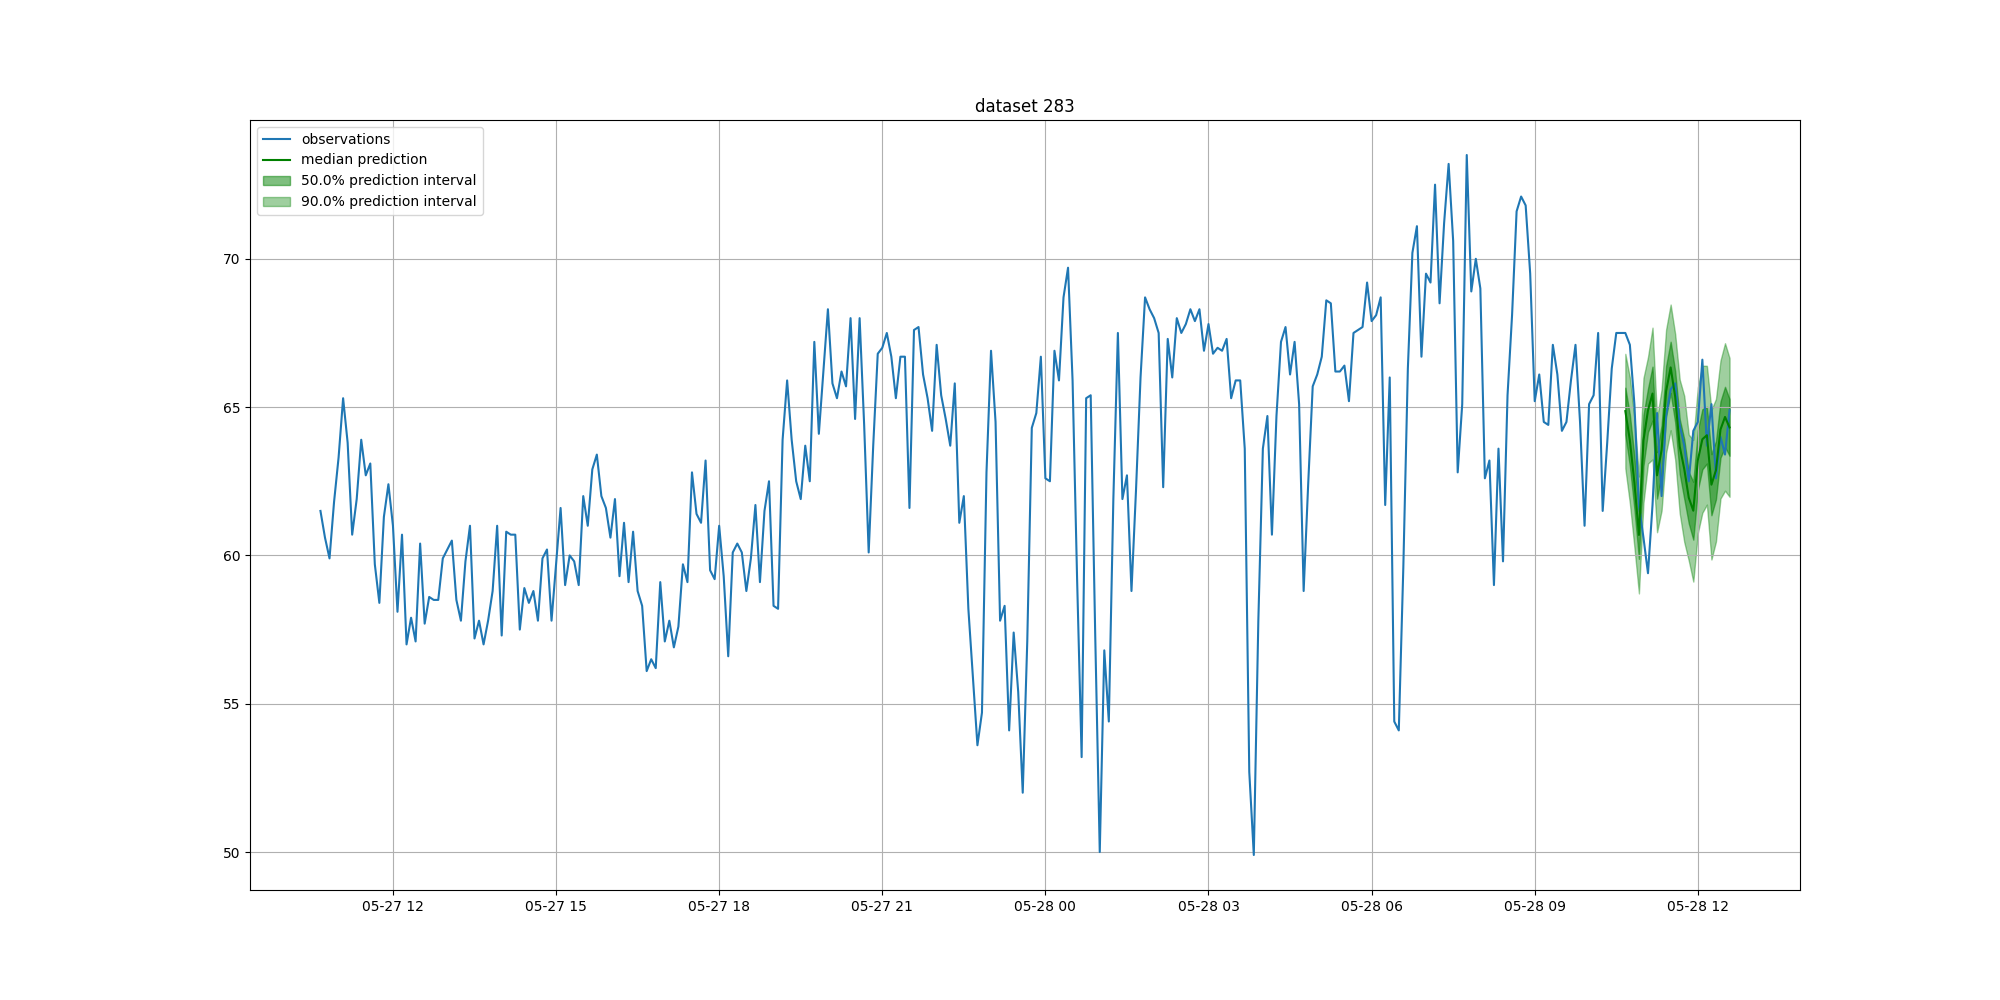 dataset 283
observations
median prediction
50.0% prediction interval
90.0% prediction interval
70
65
60
55
50
05-27 12
05-27 15
05-27 18
05-27 21
05-28 00
05-28 03
05-28 06
05-28 09
05-28 12